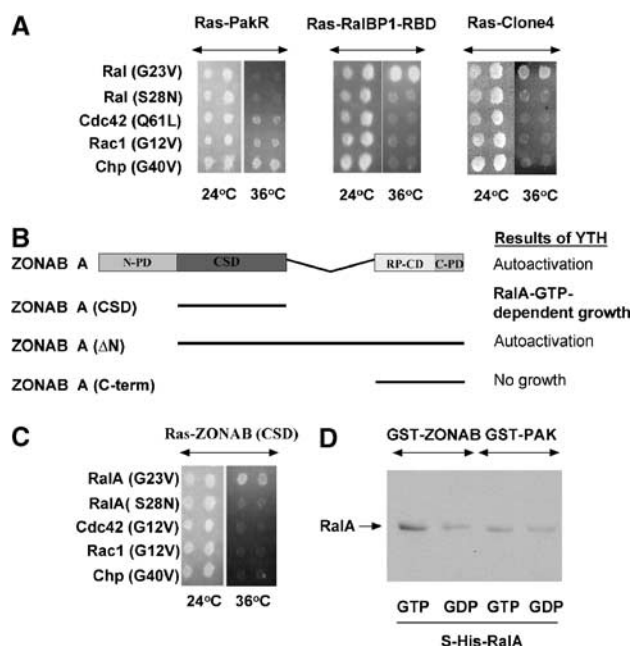 A
Ras-PakR Ras-RalBP1-RBD Ras-Clone4
Ral (G23V)
Ral (S28N)
Cdc42 (Q61L)
Rac1 (G12V)
Chp (G40V)
24°C 36°C 24°C 36°C 24°C 36°C
B
Results of YTH
ZONAB A N-PD CSD RP-CD C-PD Autoactivation
ZONAB A (CSD) RalA-GTP-
dependent growth
ZONAB A (ΔN) Autoactivation
ZONAB A (C-term) No growth
C
Ras-ZONAB (CSD)
RalA (G23V)
RalA( S28N)
Cdc42 (G12V)
Rac1 (G12V)
Chp (G40V)
24°C 36°C
D
GST-ZONAB GST-PAK
RalA
GTP GDP GTP GDP
S-His-RalA